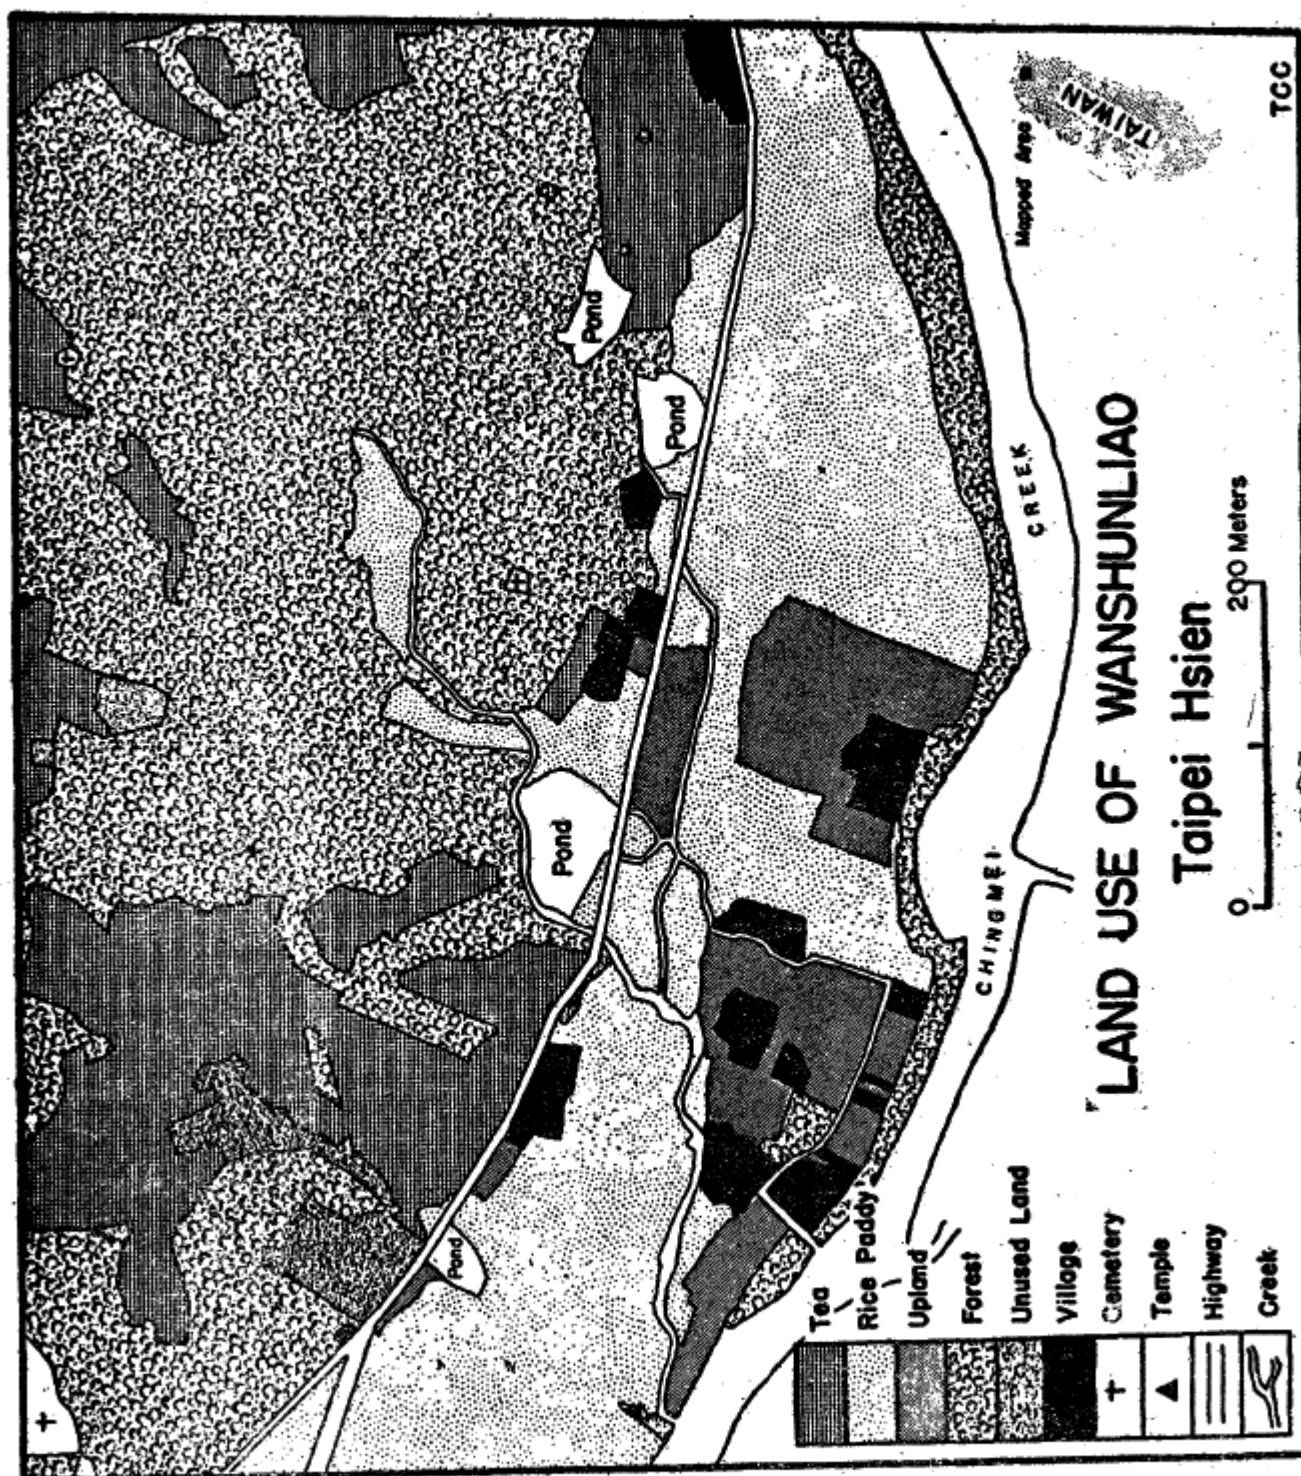 LAND USE OF WANSHUNLIAO
Taipei Hsien
0 200 Meters
CHINGMEI CREEK
Pond
Pond
Pond
Pond
Mapped Area
TAIWAN
TCC
Tea
Rice Paddy
Upland
Forest
Unused Land
Village
Cemetery
Temple
Highway
Creek